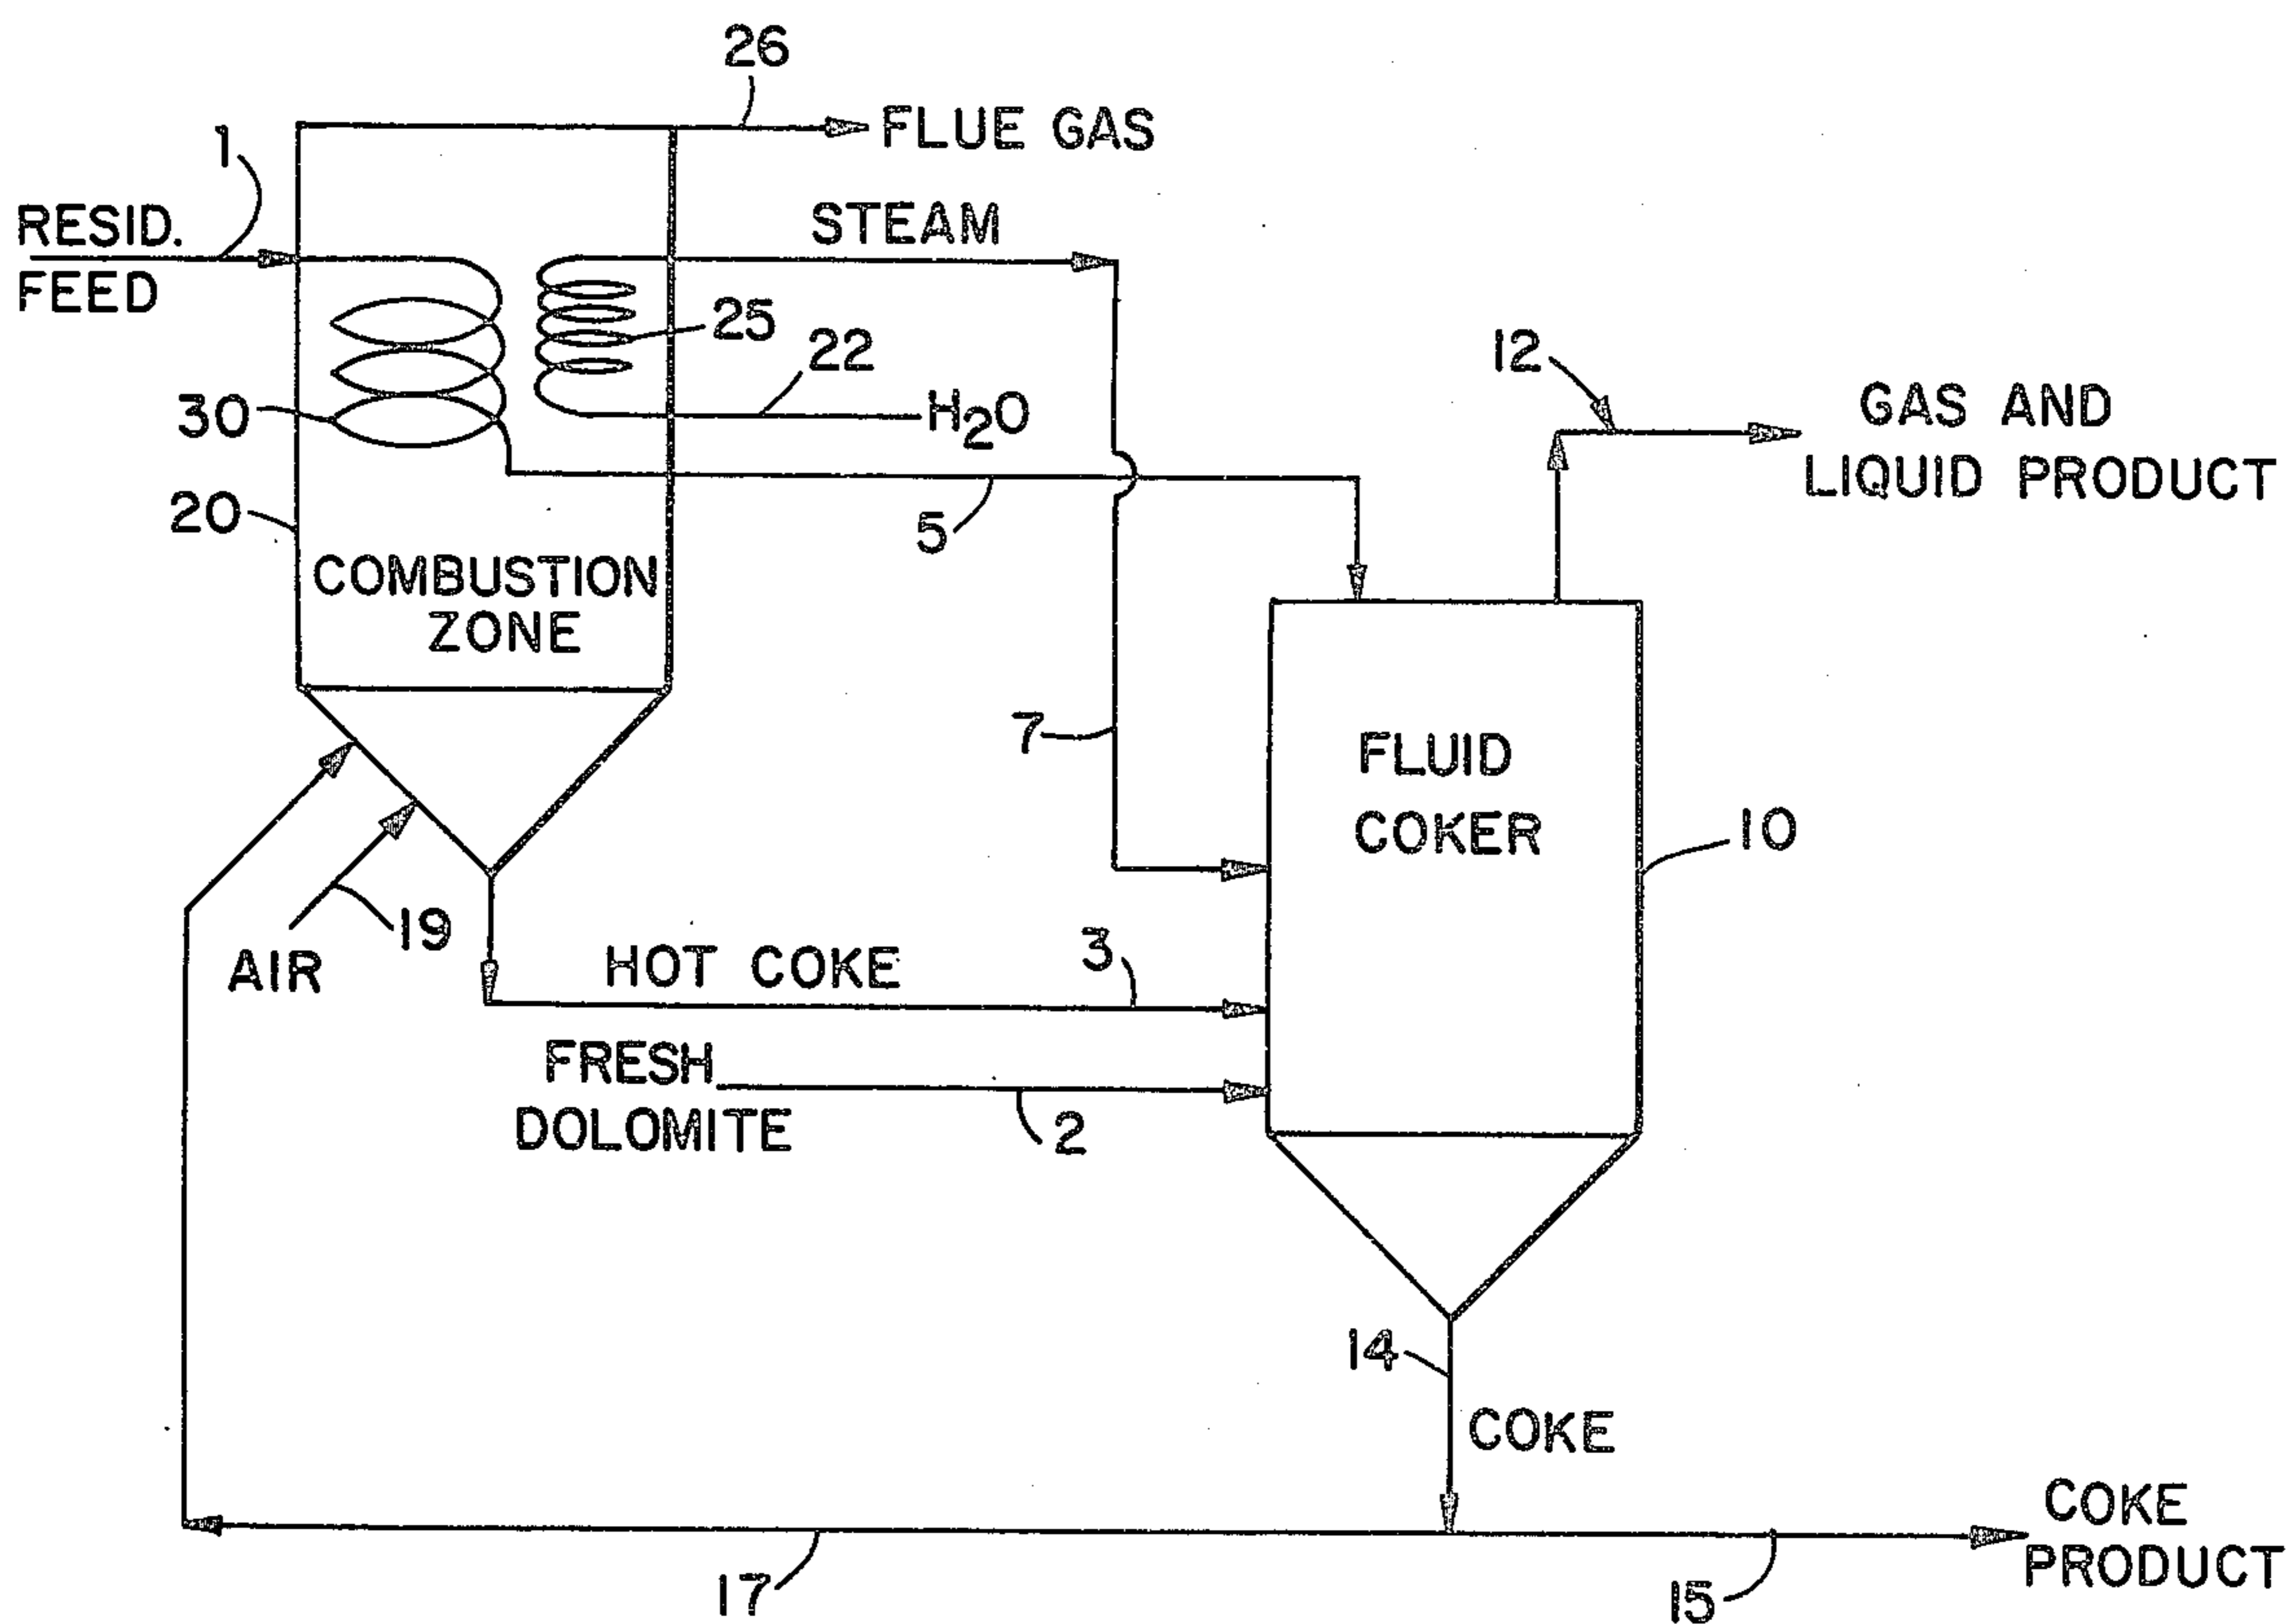 26
FLUE GAS
1
RESID.
FEED
STEAM
25
22
H₂O
30
12
GAS AND
LIQUID PRODUCT
20
5
COMBUSTION
ZONE
7
FLUID
COKER
10
19
AIR
HOT COKE
3
FRESH
DOLOMITE
2
14
COKE
COKE
PRODUCT
17
15